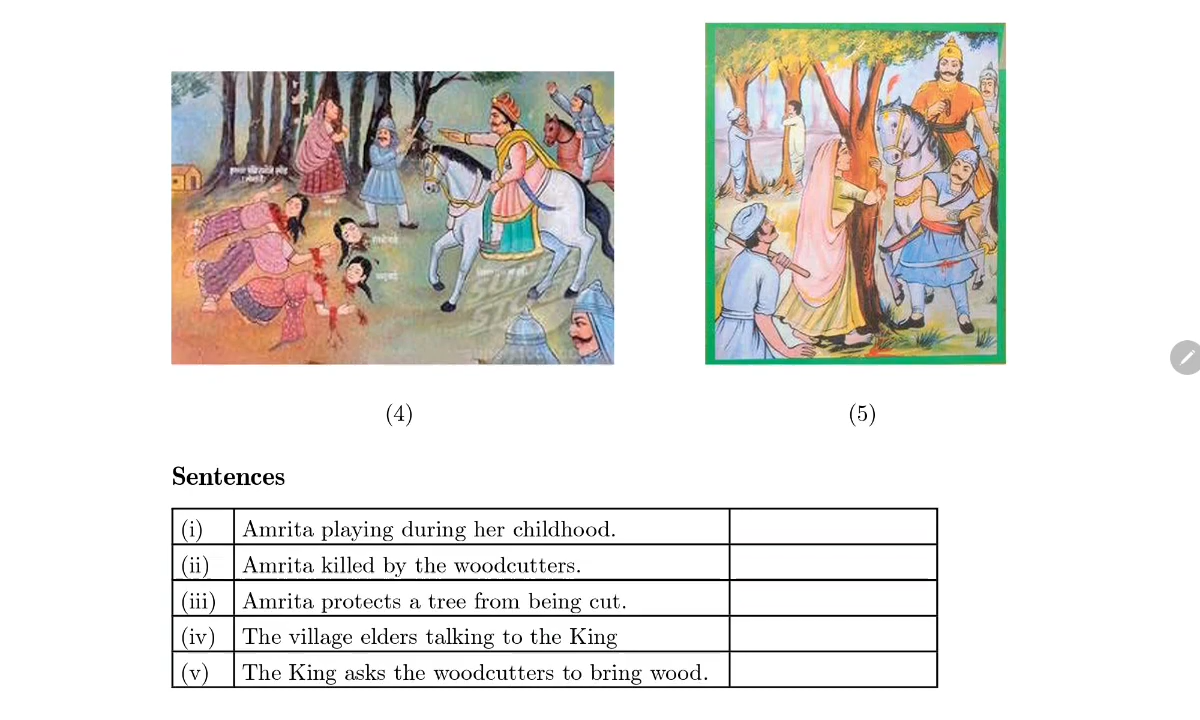 (4)
(5)
Sentences
(i) Amrita playing during her childhood.
(ii) Amrita killed by the woodcutters.
(iii) Amrita protects a tree from being cut.
(iv) The village elders talking to the King
(v) The King asks the woodcutters to bring wood.